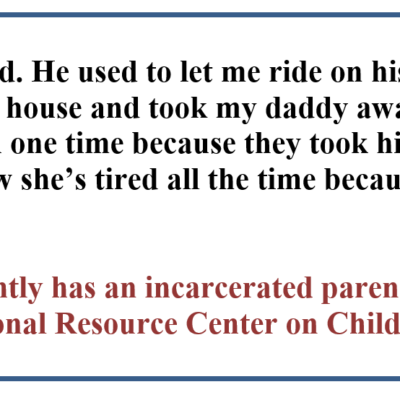 d. He used to let me ride on his
house and took my daddy awa
one time because they took hi
w she's tired all the time becau
ntly has an incarcerated paren
onal Resource Center on Child